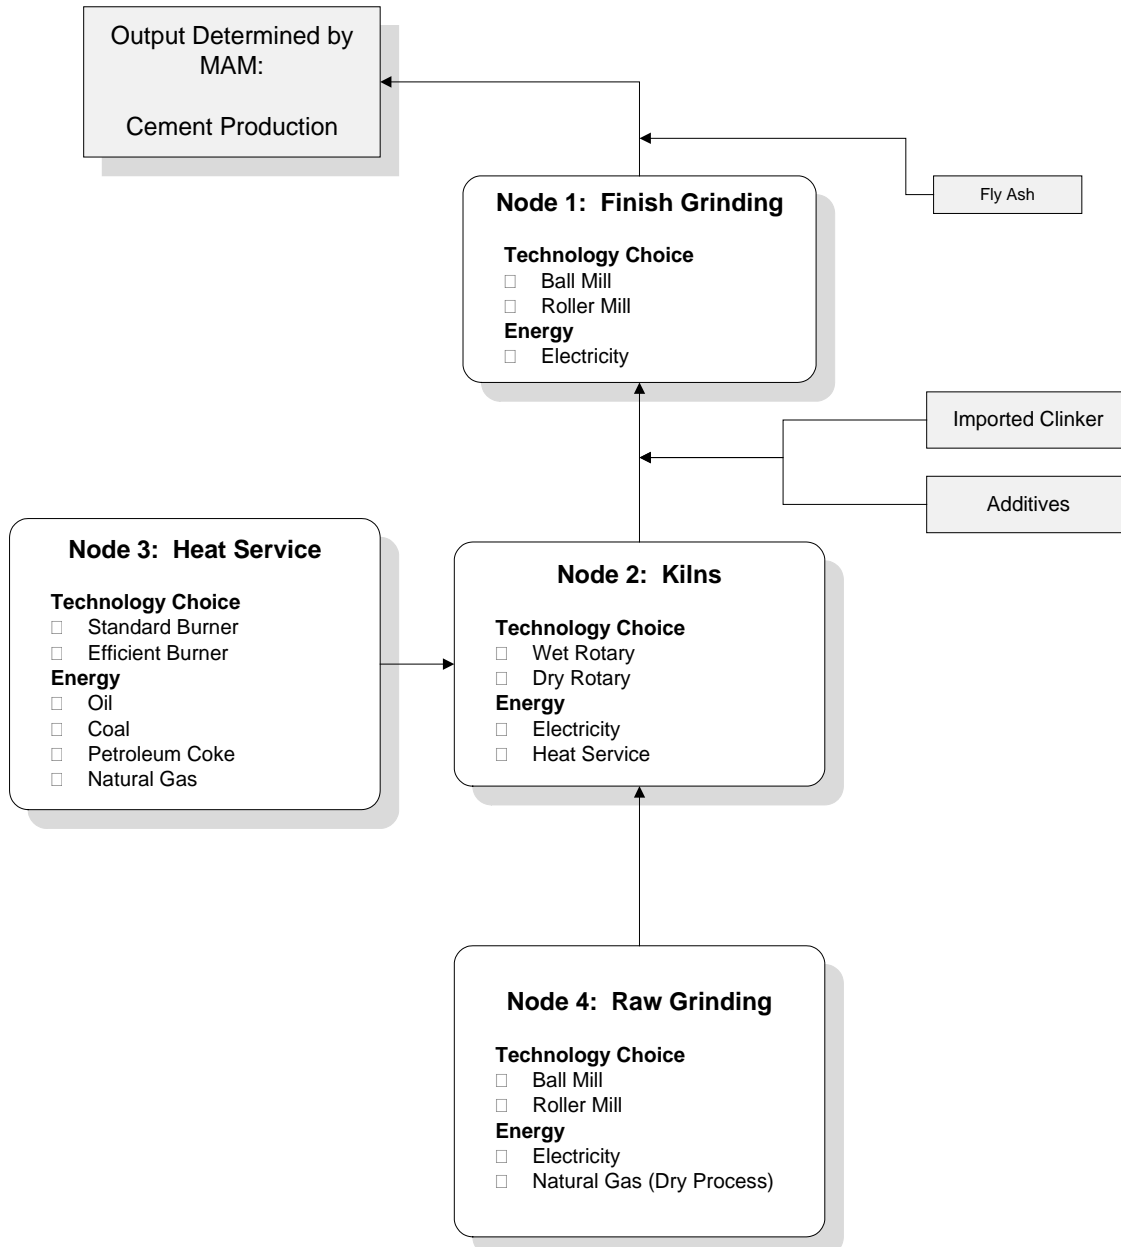 Output Determined by
MAM:
Cement Production
Node 1: Finish Grinding
Technology Choice
Ball Mill
Roller Mill
Energy
Electricity
Fly Ash
Imported Clinker
Additives
Node 3: Heat Service
Technology Choice
Standard Burner
Efficient Burner
Energy
Oil
Coal
Petroleum Coke
Natural Gas
Node 2: Kilns
Technology Choice
Wet Rotary
Dry Rotary
Energy
Electricity
Heat Service
Node 4: Raw Grinding
Technology Choice
Ball Mill
Roller Mill
Energy
Electricity
Natural Gas (Dry Process)